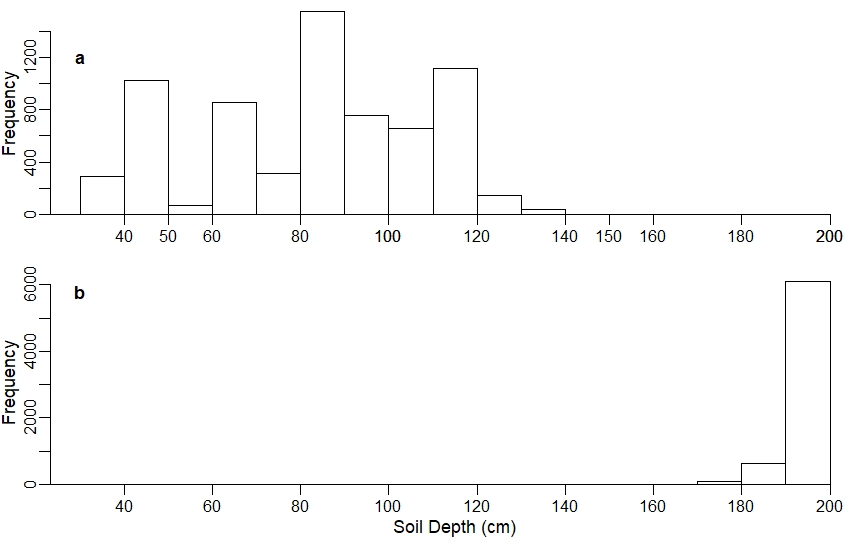 a
Frequency
0 400 800 1200
40 50 60 80 100 120 140 150 160 180 200
b
Frequency
0 2000 4000 6000
40 60 80 100 120 140 160 180 200
Soil Depth (cm)